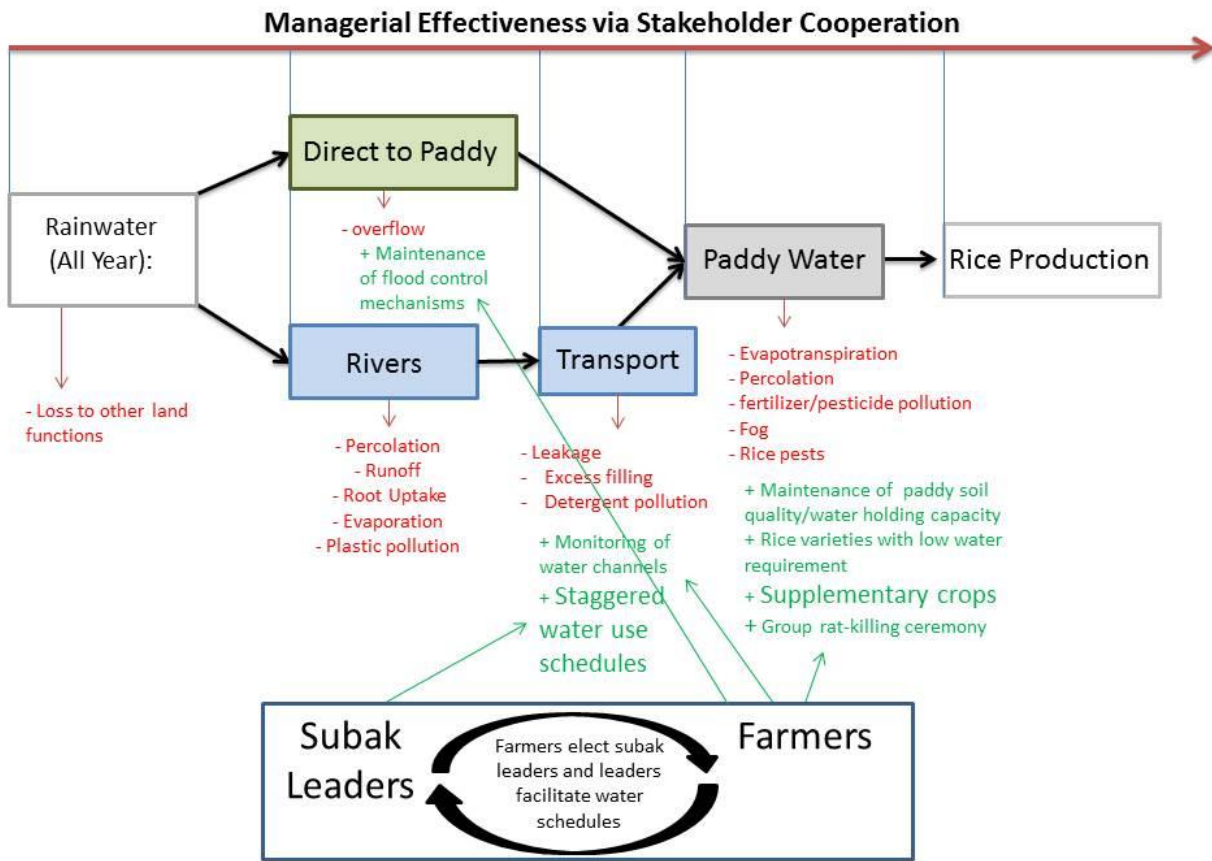 Managerial Effectiveness via Stakeholder Cooperation
Direct to Paddy
Rainwater
(All Year):
- overflow
+ Maintenance
of flood control
mechanisms
Paddy Water
Rice Production
Rivers
Transport
- Loss to other land
functions
- Percolation
- Runoff
- Root Uptake
- Evaporation
- Plastic pollution
- Leakage
- Excess filling
- Detergent pollution
+ Monitoring of
water channels
+ Staggered
water use
schedules
- Evapotranspiration
- Percolation
- fertilizer/pesticide pollution
- Fog
- Rice pests
+ Maintenance of paddy soil
quality/water holding capacity
+ Rice varieties with low water
requirement
+ Supplementary crops
+ Group rat-killing ceremony
Subak
Leaders
Farmers elect subak
leaders and leaders
facilitate water
schedules
Farmers